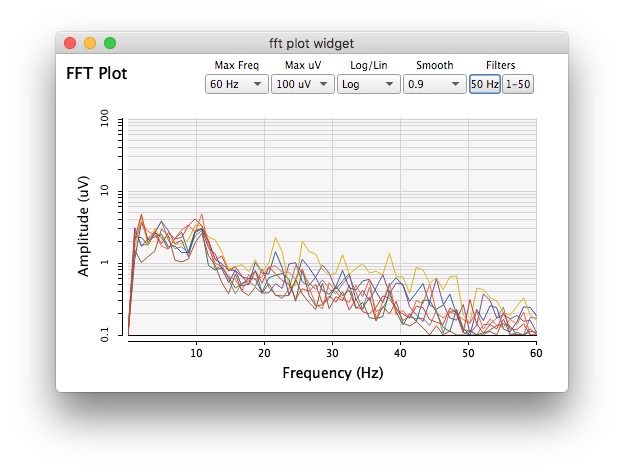 fft plot widget
FFT Plot
Max Freq Max uV Log/Lin Smooth Filters
60 Hz 100 uV Log 0.9 50 Hz 1-50
100
10
1
0.1
Amplitude (uV)
10 20 30 40 50 60
Frequency (Hz)